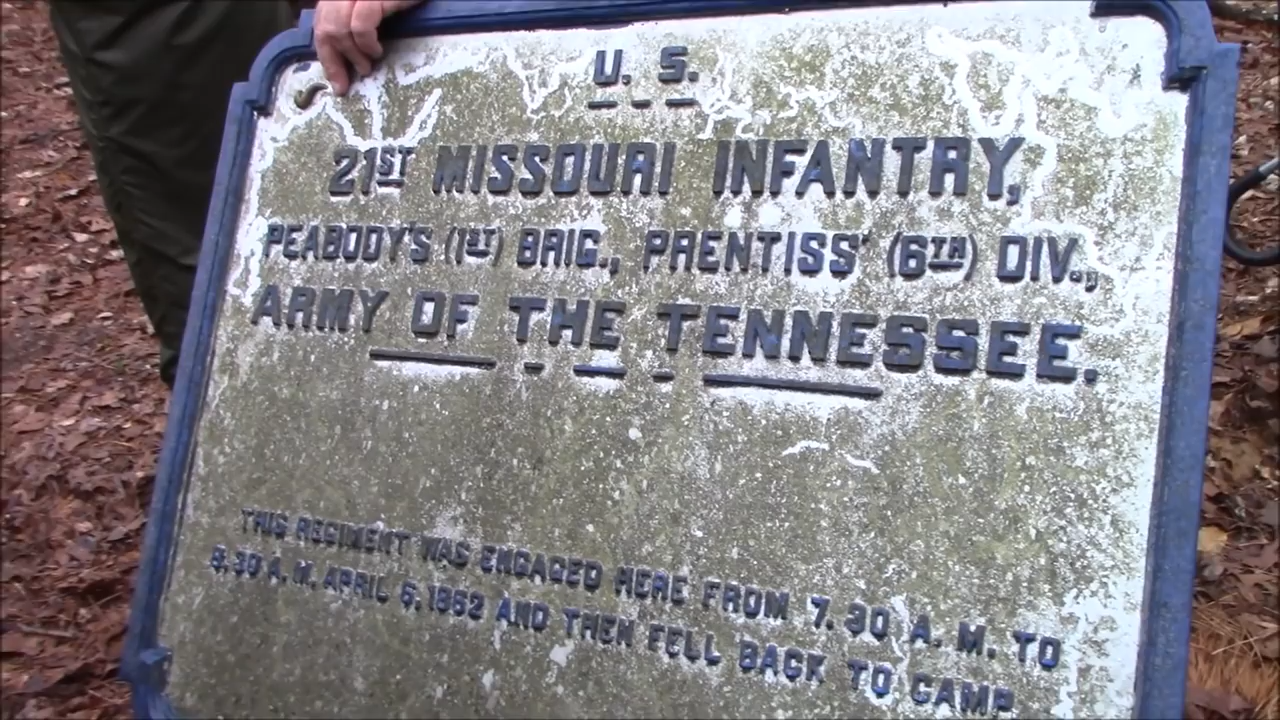 U. S.
21ST MISSOURI INFANTRY,
PEABODY'S (1ST) BRIG., PRENTISS' (6TH) DIV.,
ARMY OF THE TENNESSEE.
THIS REGIMENT WAS ENGAGED HERE FROM 7.30 A. M. TO
8.30 A. M. APRIL 6, 1862 AND THEN FELL BACK TO CAMP